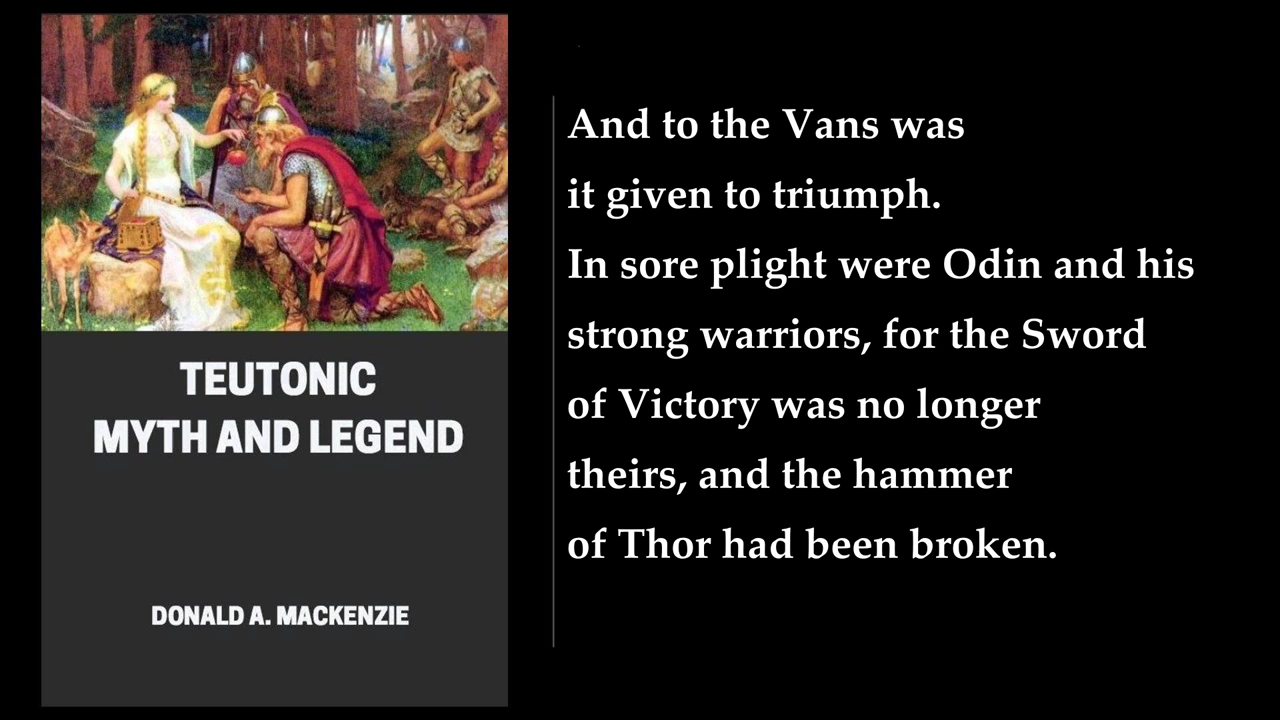 TEUTONIC
MYTH AND LEGEND
DONALD A. MACKENZIE
And to the Vans was
it given to triumph.
In sore plight were Odin and his
strong warriors, for the Sword
of Victory was no longer
theirs, and the hammer
of Thor had been broken.